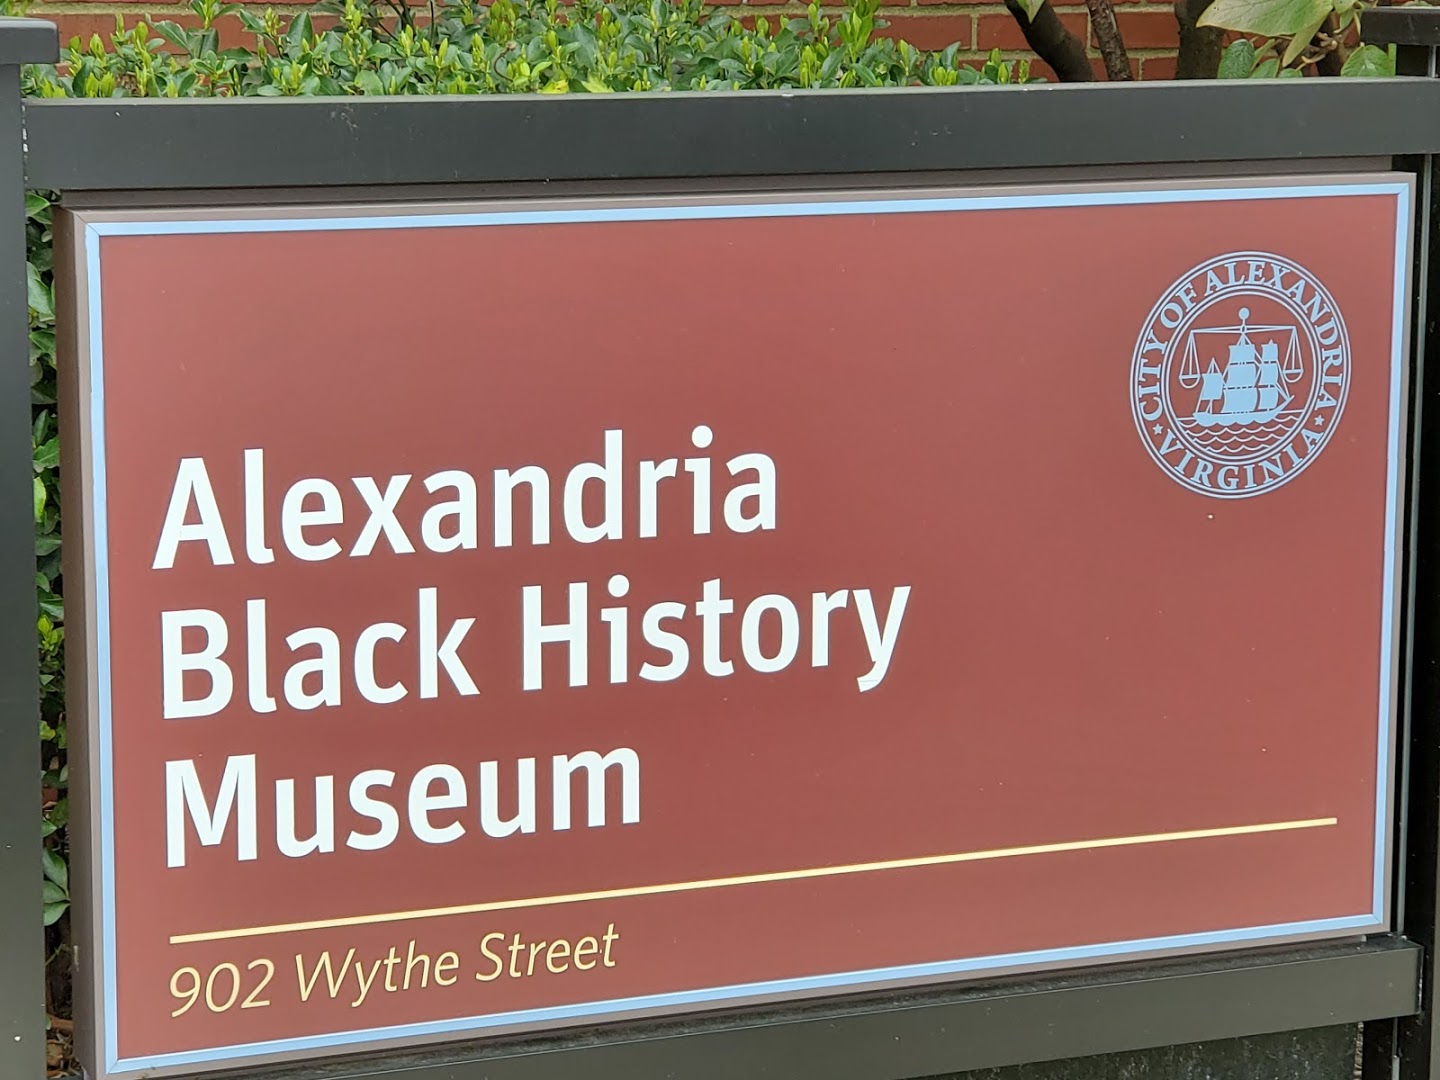 CITY OF ALEXANDRIA
VIRGINIA
Alexandria
Black History
Museum
902 Wythe Street